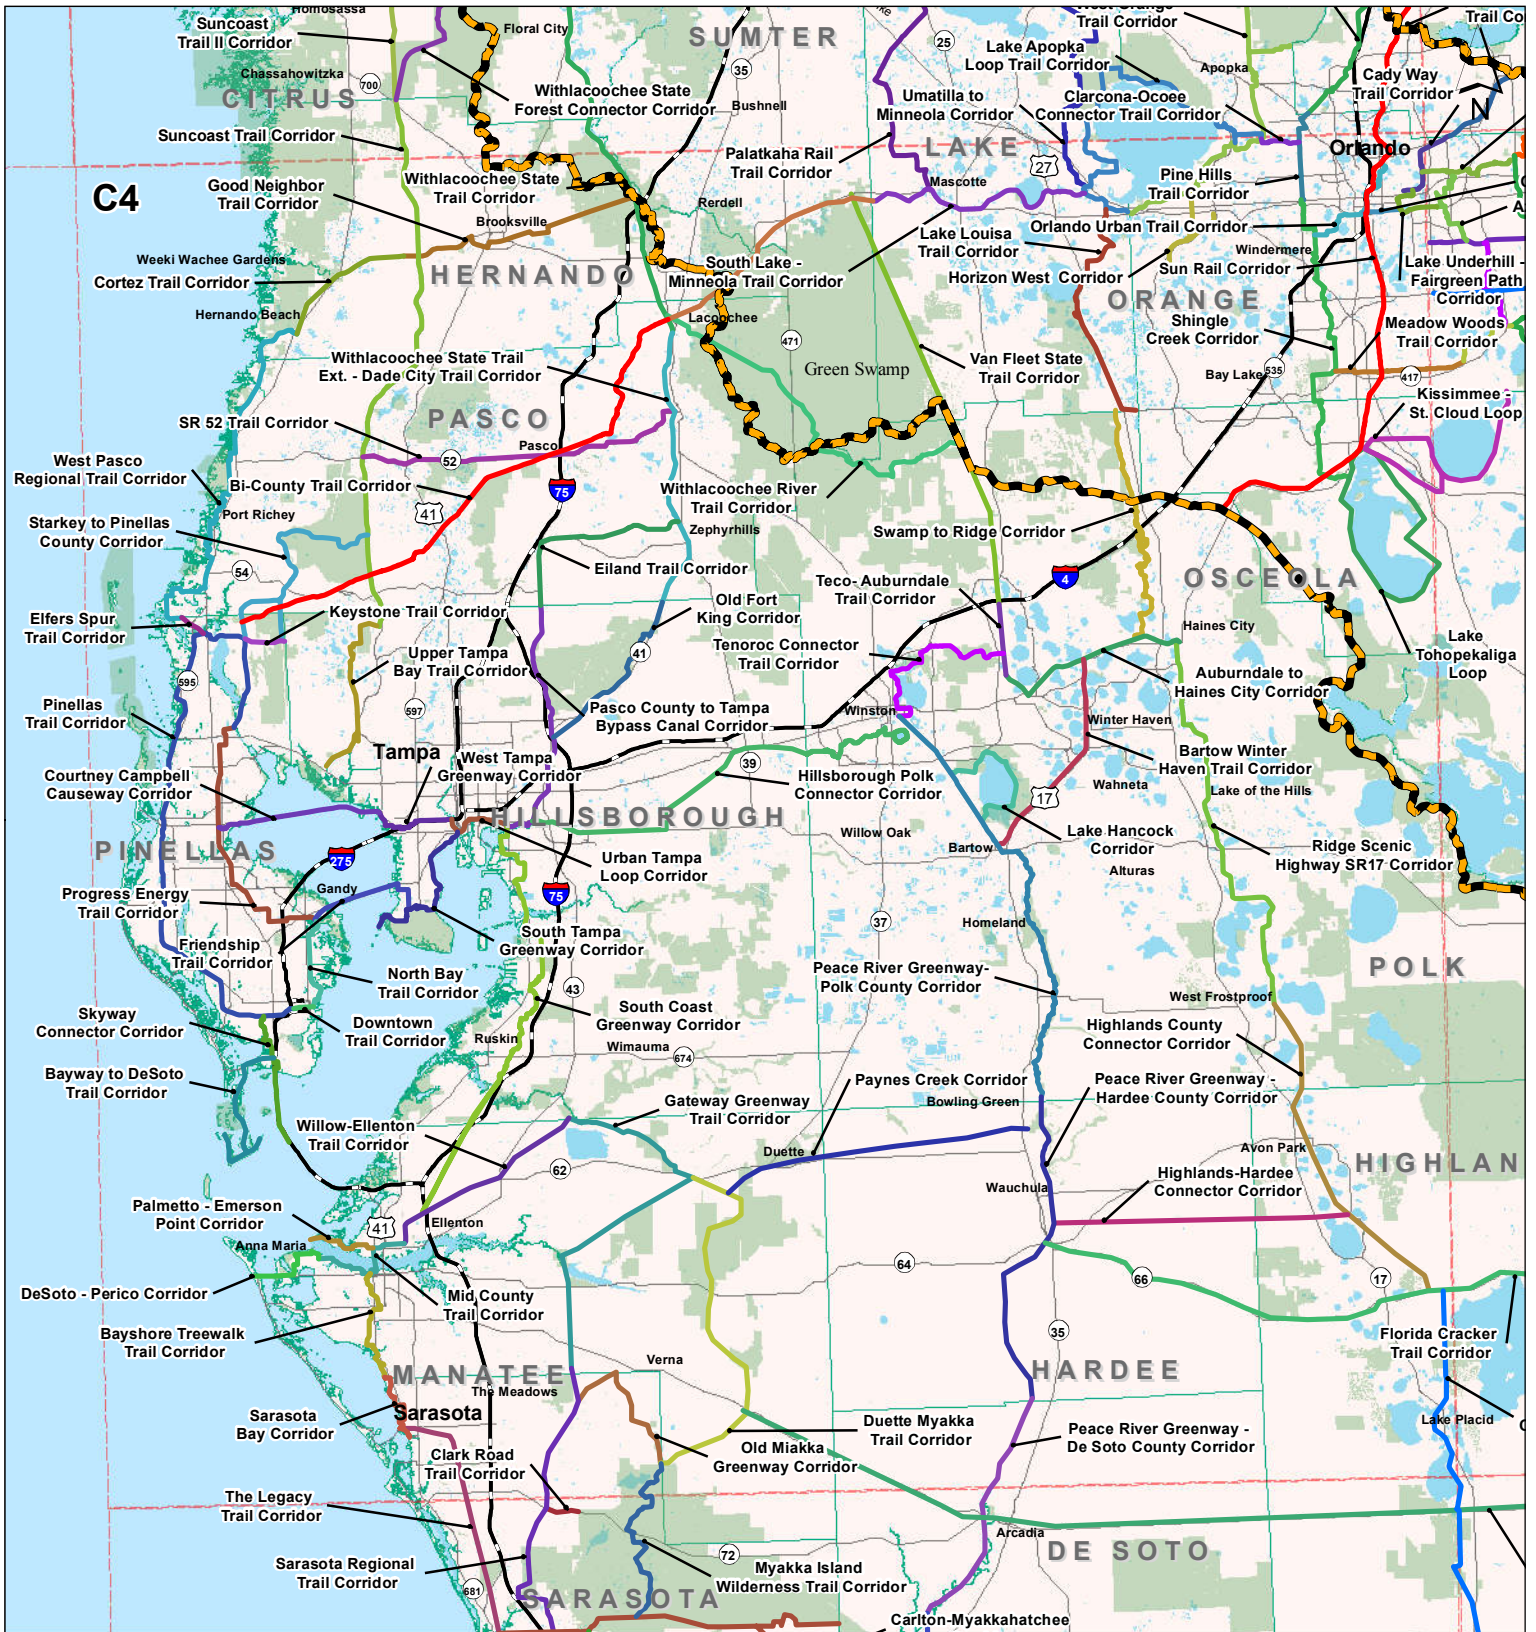 Homosassa
Suncoast
Trail II Corridor
Floral City
SUMTER
25
Trail Corridor
Trail Co
Lake Apopka
Loop Trail Corridor
Apopka
Cady Way
Trail Corridor
Chassahowitzka
700
35
CITRUS
Withlacoochee State
Forest Connector Corridor
Bushnell
Umatilla to
Minneola Corridor
Clarcona-Ocoee
Connector Trail Corridor
N
Suncoast Trail Corridor
Palatkaha Rail
Trail Corridor
LAKE
27
Orlando
C4
Good Neighbor
Trail Corridor
Withlacoochee State
Trail Corridor
Mascotte
Pine Hills
Trail Corridor
Brooksville
Rerdell
Lake Louisa
Trail Corridor
Orlando Urban Trail Corridor
Weeki Wachee Gardens
Windermere
Cortez Trail Corridor
HERNANDO
South Lake -
Minneola Trail Corridor
Horizon West Corridor
Sun Rail Corridor
Lake Underhill -
Fairgreen Path
Corridor
ORANGE
Hernando Beach
Lacoochee
Shingle
Creek Corridor
Meadow Woods
Trail Corridor
471
Withlacoochee State Trail
Ext. - Dade City Trail Corridor
Green Swamp
Van Fleet State
Trail Corridor
Bay Lake
535
417
Kissimmee -
St. Cloud Loop
PASCO
SR 52 Trail Corridor
Pasco
52
West Pasco
Regional Trail Corridor
Bi-County Trail Corridor
75
Withlacoochee River
Trail Corridor
Port Richey
41
Starkey to Pinellas
County Corridor
Zephyrhills
Swamp to Ridge Corridor
54
Eiland Trail Corridor
Teco-Auburndale
Trail Corridor
4
OSCEOLA
Elfers Spur
Trail Corridor
Keystone Trail Corridor
Old Fort
King Corridor
Haines City
Lake
Tohopekaliga
Loop
41
Upper Tampa
Bay Trail Corridor
Tenoroc Connector
Trail Corridor
Auburndale to
Haines City Corridor
595
Pinellas
Trail Corridor
597
Pasco County to Tampa
Bypass Canal Corridor
Winston
Winter Haven
Tampa
West Tampa
Greenway Corridor
Bartow Winter
Haven Trail Corridor
Courtney Campbell
Causeway Corridor
39
Hillsborough Polk
Connector Corridor
Wahneta
Lake of the Hills
17
HILLSBOROUGH
Willow Oak
Lake Hancock
Corridor
PINELLAS
275
Urban Tampa
Loop Corridor
Bartow
Ridge Scenic
Highway SR17 Corridor
Alturas
Progress Energy
Trail Corridor
Gandy
75
37
Homeland
Friendship
Trail Corridor
South Tampa
Greenway Corridor
North Bay
Trail Corridor
Peace River Greenway-
Polk County Corridor
POLK
43
West Frostproof
Skyway
Connector Corridor
Downtown
Trail Corridor
South Coast
Greenway Corridor
Highlands County
Connector Corridor
Ruskin
Wimauma
674
Bayway to DeSoto
Trail Corridor
Paynes Creek Corridor
Peace River Greenway -
Hardee County Corridor
Gateway Greenway
Trail Corridor
Bowling Green
Willow-Ellenton
Trail Corridor
Duette
Avon Park
62
HIGHLAN
Highlands-Hardee
Connector Corridor
Wauchula
Palmetto - Emerson
Point Corridor
41
Ellenton
Anna Maria
64
66
17
DeSoto - Perico Corridor
Mid County
Trail Corridor
Bayshore Treewalk
Trail Corridor
35
Florida Cracker
Trail Corridor
MANATEE
Verna
HARDEE
The Meadows
Sarasota
Bay Corridor
Sarasota
Duette Myakka
Trail Corridor
Lake Placid
Peace River Greenway -
De Soto County Corridor
Clark Road
Trail Corridor
Old Miakka
Greenway Corridor
The Legacy
Trail Corridor
Arcadia
DE SOTO
72
Sarasota Regional
Trail Corridor
Myakka Island
Wilderness Trail Corridor
681
SARASOTA
Carlton-Myakkahatchee